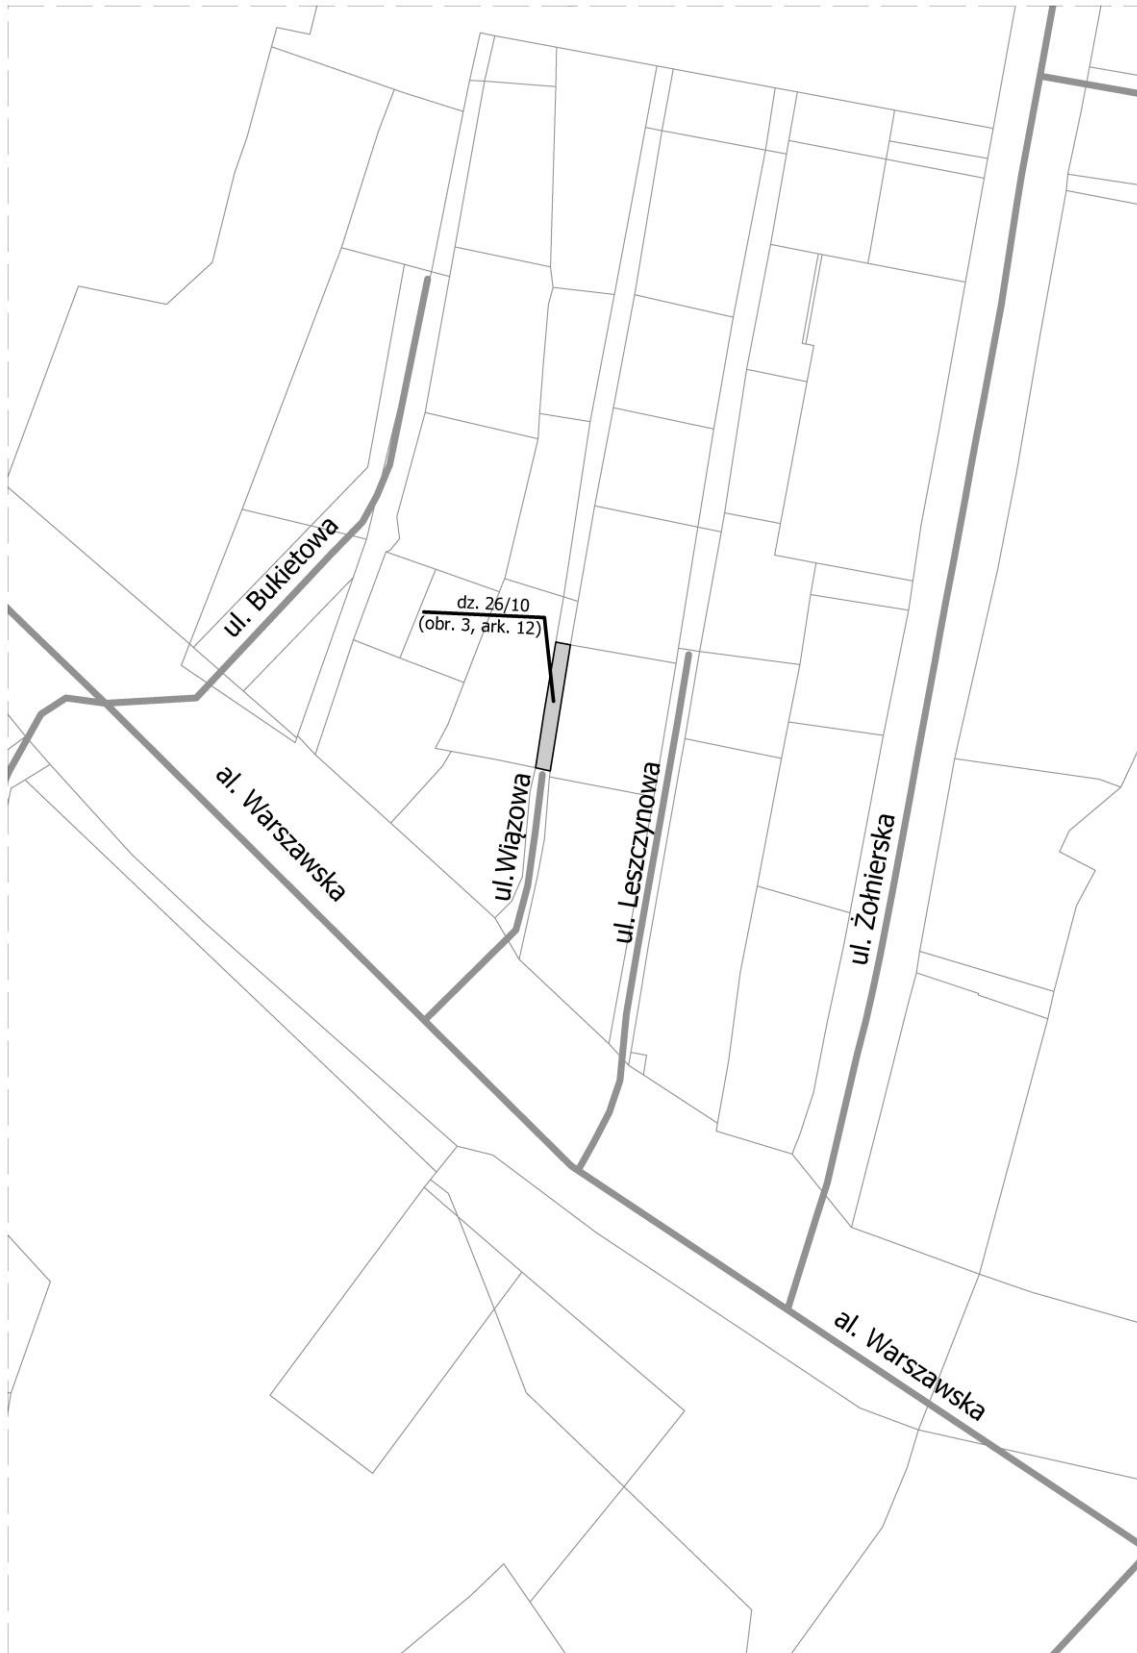 ul. Bukietowa
dz. 26/10
(obr. 3, ark. 12)
al. Warszawska
ul.Wiązowa
ul. Leszczynowa
ul. Żołnierska
al. Warszawska